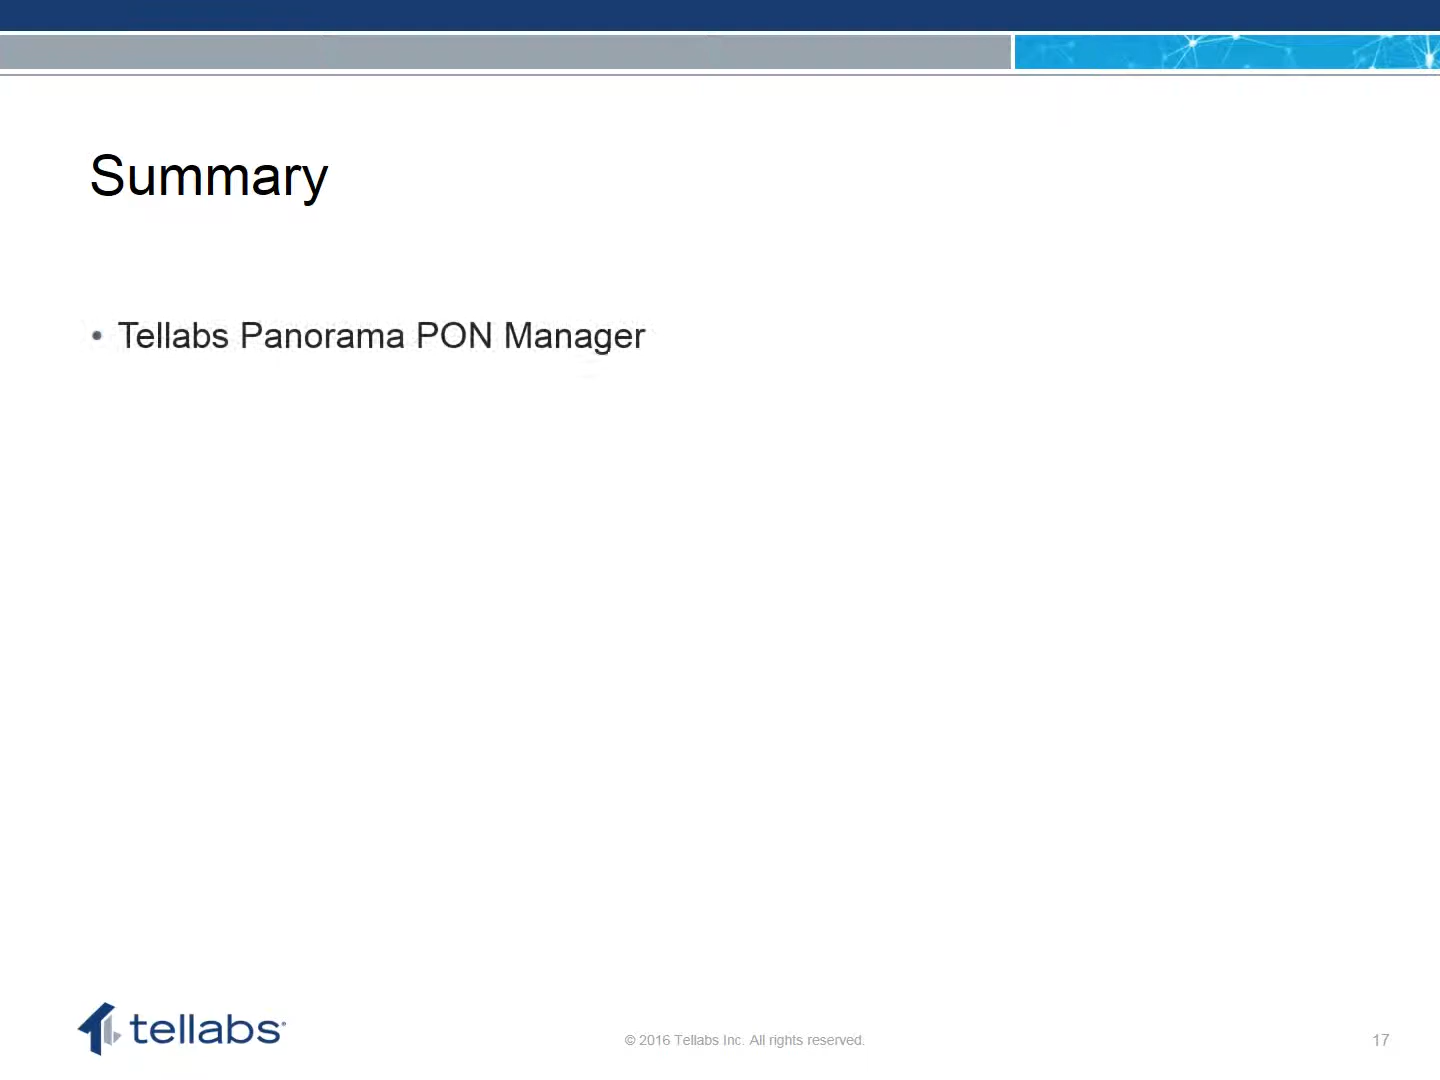 Summary
• Tellabs Panorama PON Manager
tellabs®
© 2016 Tellabs Inc. All rights reserved.
17